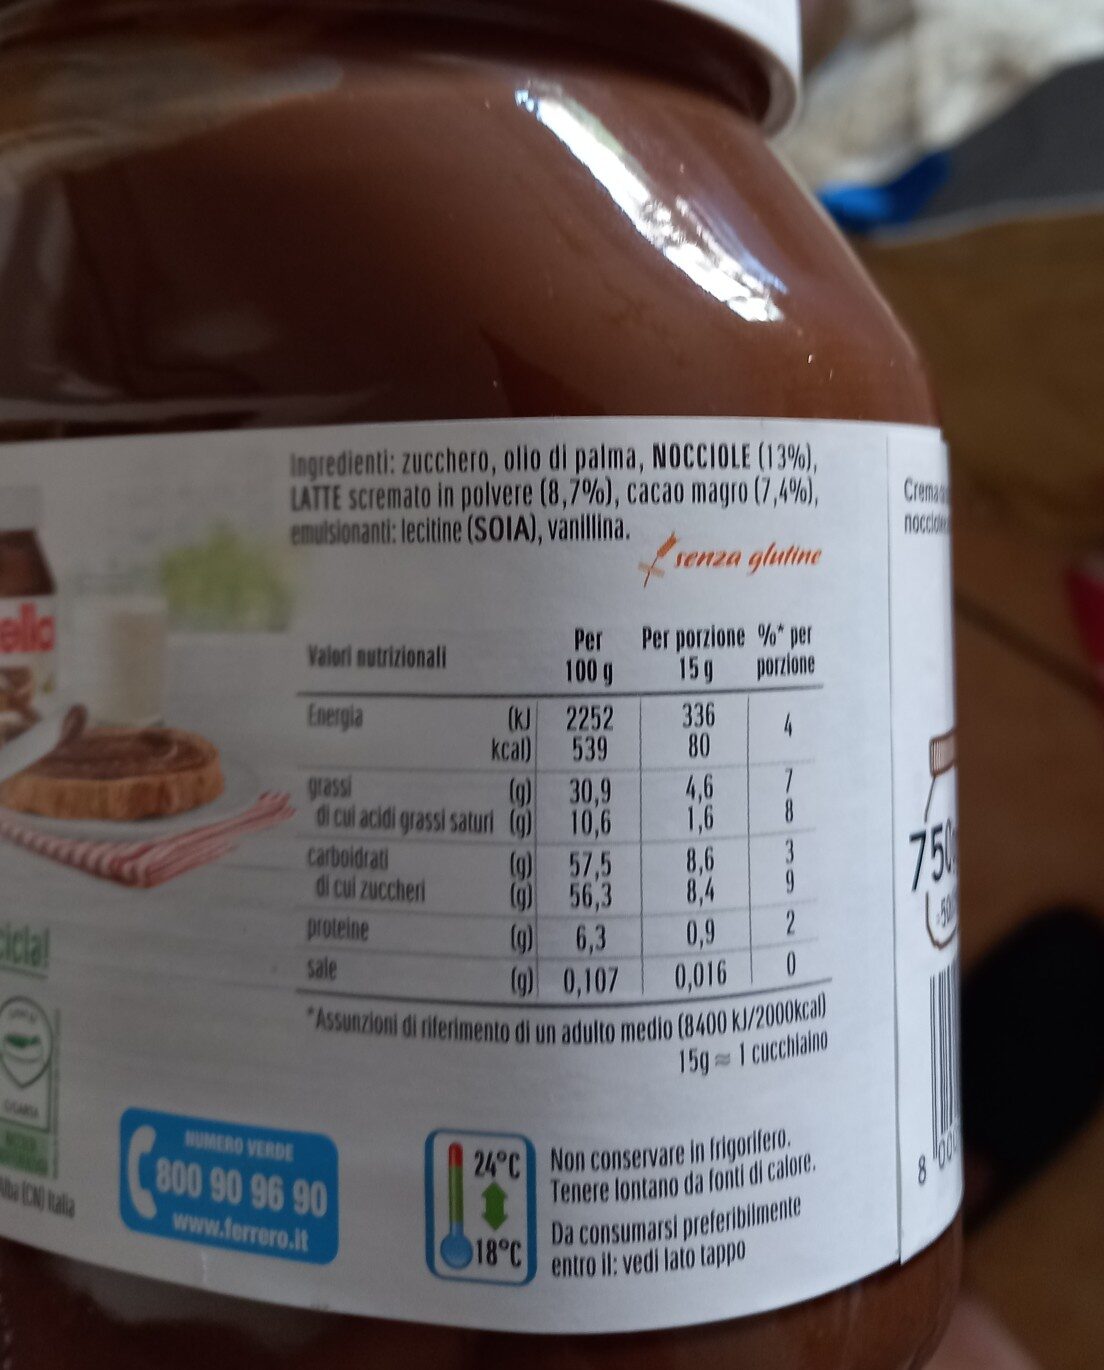 Ingredienti: zucchero, olio di palma, NOCCIOLE (13%),
LATTE scremato in polvere (8,7%), cacao magro (7,4%),
emulsionanti: lecitine (SOIA), vanillina.
senza glutine
Valori nutrizionali Per 100 g Per porzione 15 g %* per porzione
Energia (kJ 2252 336 4
kcal) 539 80
grassi (g) 30,9 4,6 7
di cui acidi grassi saturi (g) 10,6 1,6 8
carboidrati (g) 57,5 8,6 3
di cui zuccheri (g) 56,3 8,4 9
proteine (g) 6,3 0,9 2
sale (g) 0,107 0,016 0
*Assunzioni di riferimento di un adulto medio (8400 kJ/2000kcal)
15g ≈ 1 cucchiaino
NUMERO VERDE
800 90 96 90
www.ferrero.it
24°C
18°C
Non conservare in frigorifero.
Tenere lontano da fonti di calore.
Da consumarsi preferibilmente
entro il: vedi lato tappo
ella
cicla!
Alba (CN) Italia
Crema
750
8